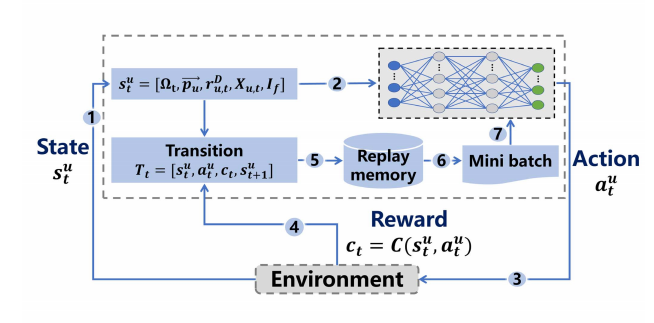 s_t^u = [Ω_t, \overrightarrow{p_u}, r_{u,t}^D, X_{u,t}, I_f]
2
1
7
State
s_t^u
Transition
T_t = [s_t^u, a_t^u, c_t, s_{t+1}^u]
5
Replay
memory
6
Mini batch
Action
a_t^u
4
Reward
c_t = C(s_t^u, a_t^u)
Environment
3